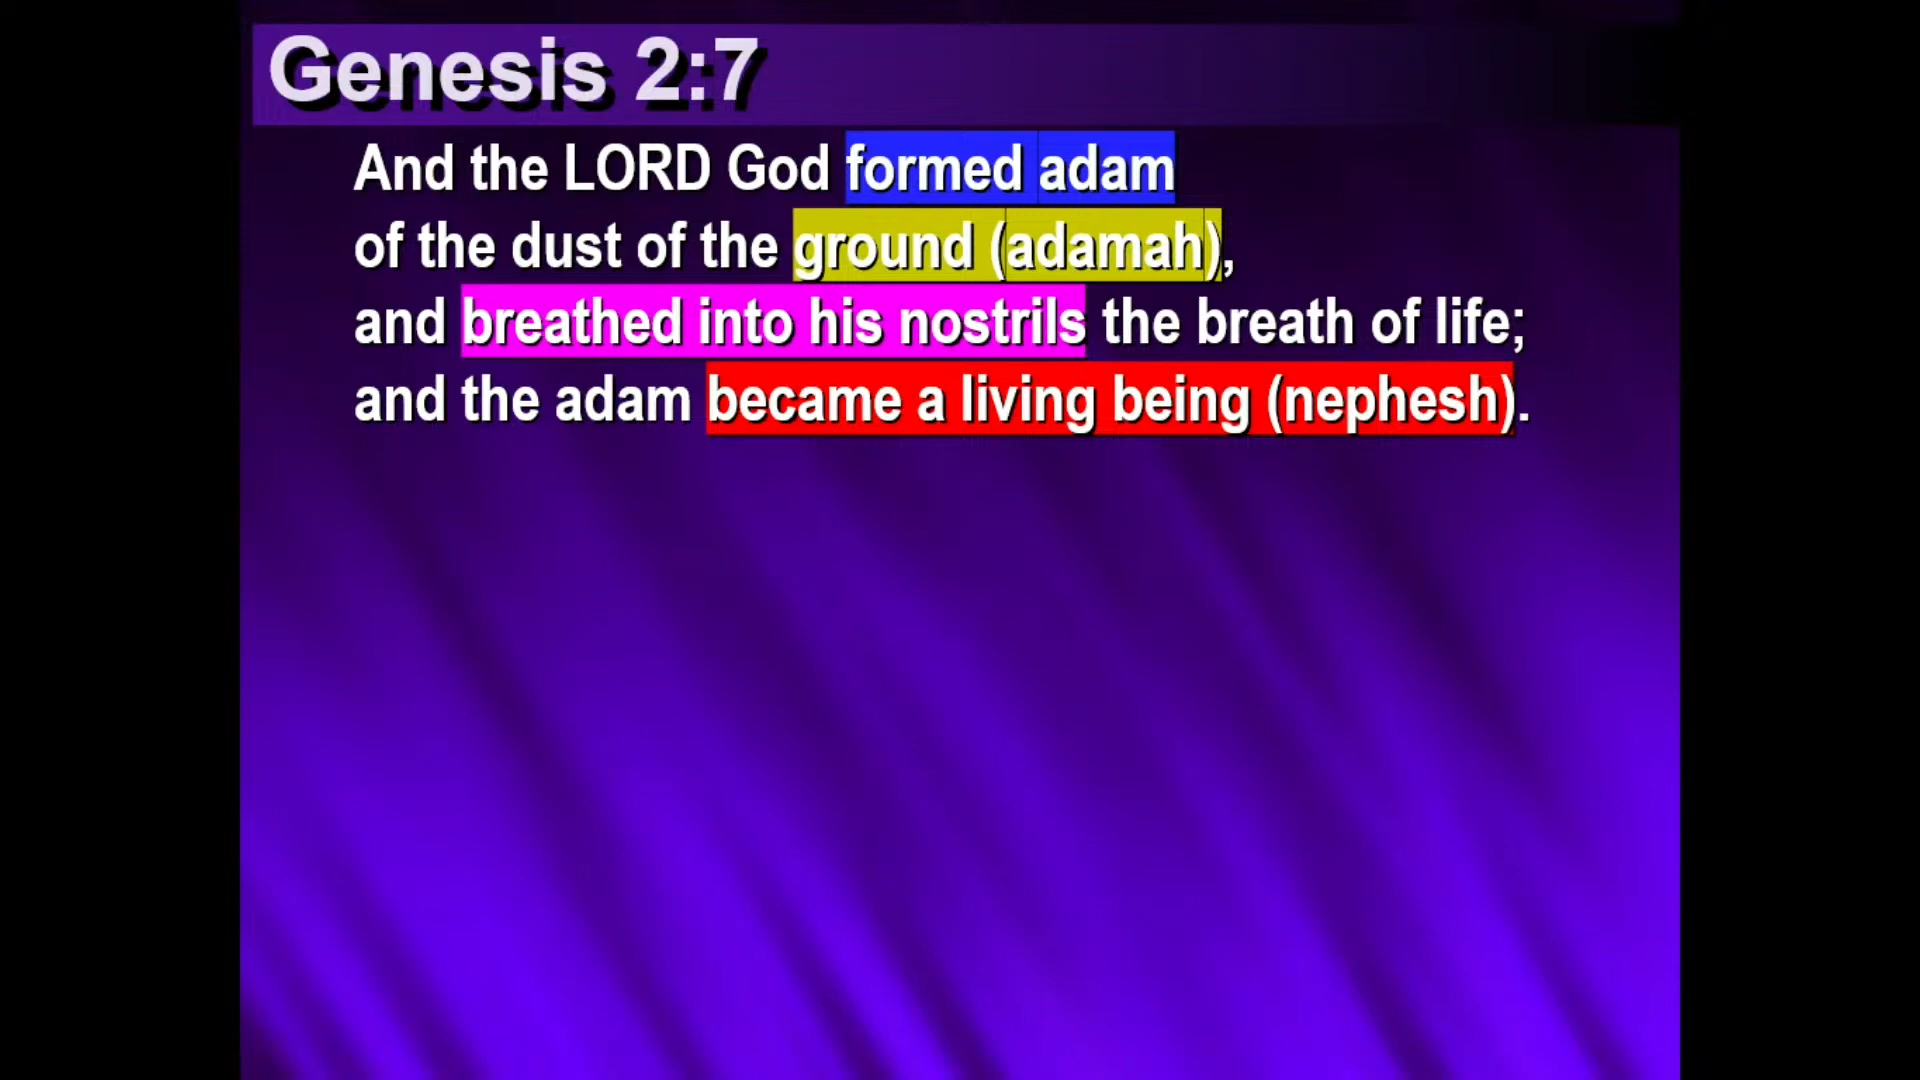 Genesis 2:7
And the LORD God formed adam
of the dust of the ground (adamah),
and breathed into his nostrils the breath of life;
and the adam became a living being (nephesh).